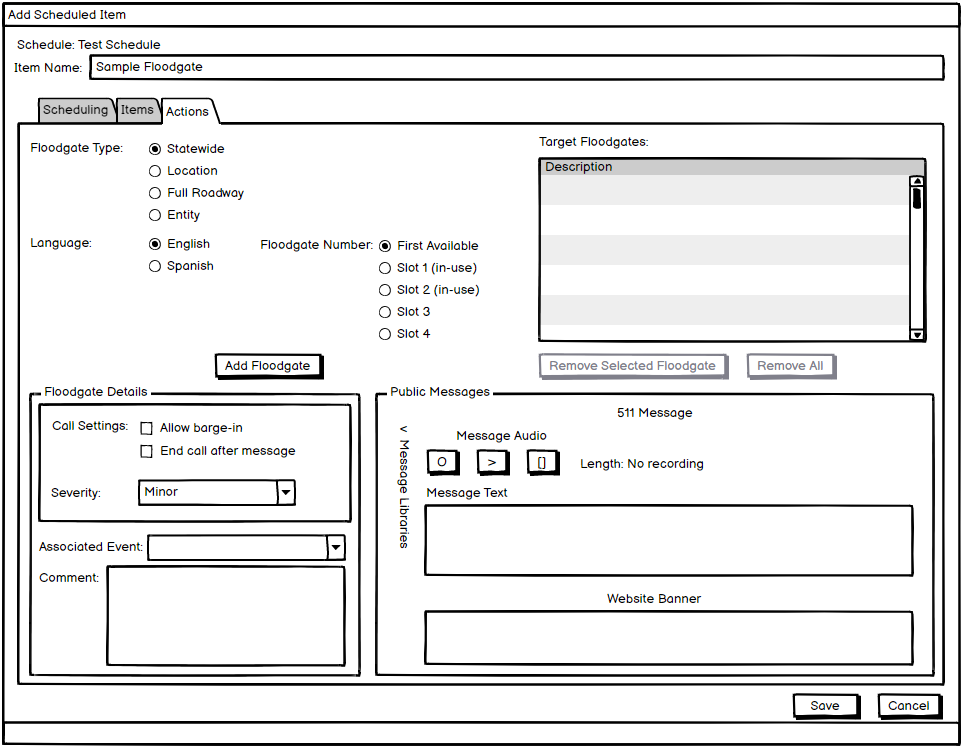 Add Scheduled Item
Schedule: Test Schedule
Item Name: Sample Floodgate
Scheduling Items Actions
Floodgate Type:
Statewide
Location
Full Roadway
Entity
Language:
English
Spanish
Floodgate Number:
First Available
Slot 1 (in-use)
Slot 2 (in-use)
Slot 3
Slot 4
Target Floodgates:
Description
Add Floodgate
Remove Selected Floodgate
Remove All
Floodgate Details
Call Settings:
Allow barge-in
End call after message
Severity: Minor
Associated Event:
Comment:
Public Messages
511 Message
< Message Libraries
Message Audio
O > []
Length: No recording
Message Text
Website Banner
Save
Cancel